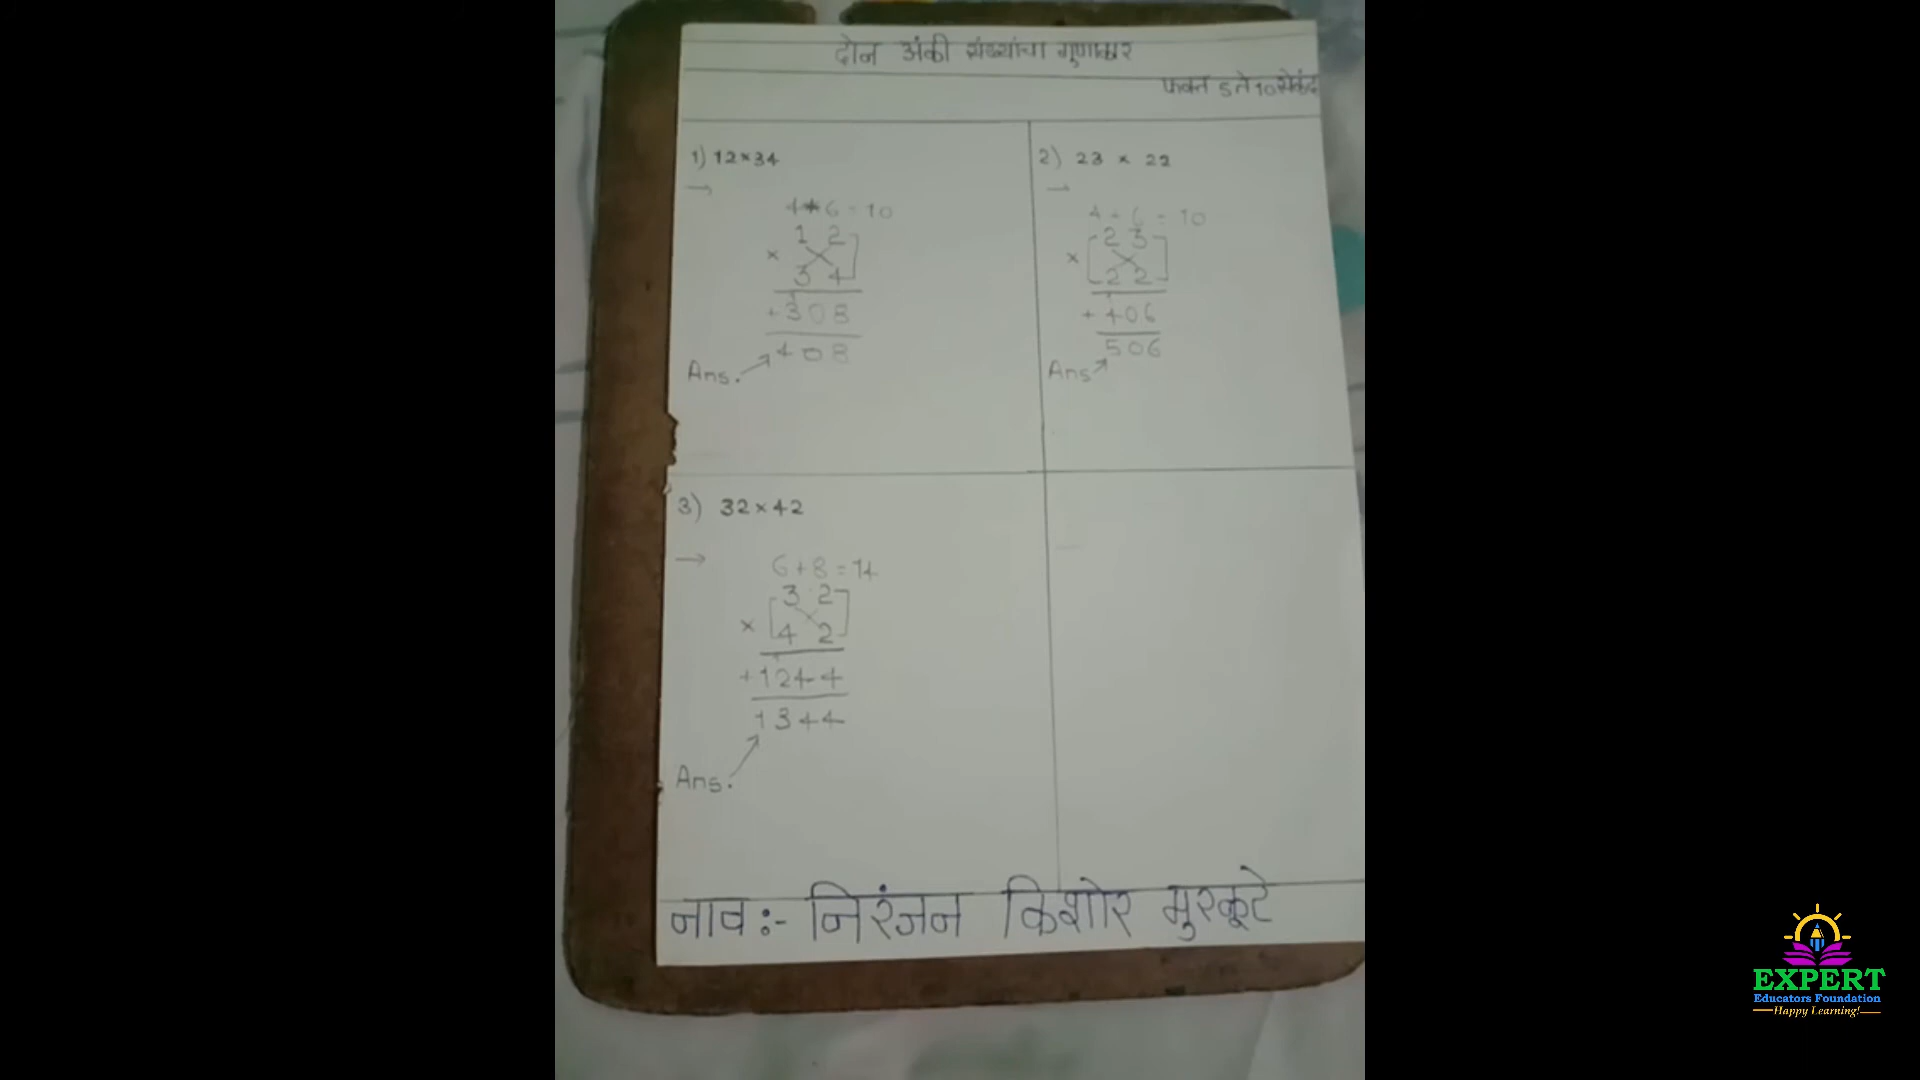 दोन अंकी संख्यांचा गुणाकार
फक्त 5 ते 10 सेकंद
1) 12×34
→
4+6=10
1 2
×
3 4
+308
408
Ans.
2) 23 × 22
→
4+6=10
2 3
×
2 2
+406
506
Ans
3) 32×42
→
6+8=14
3 2
×
4 2
+1244
1344
Ans.
नाव:- निरंजन किशोर मुरकूटे
EXPERT
Educators Foundation
Happy Learning!